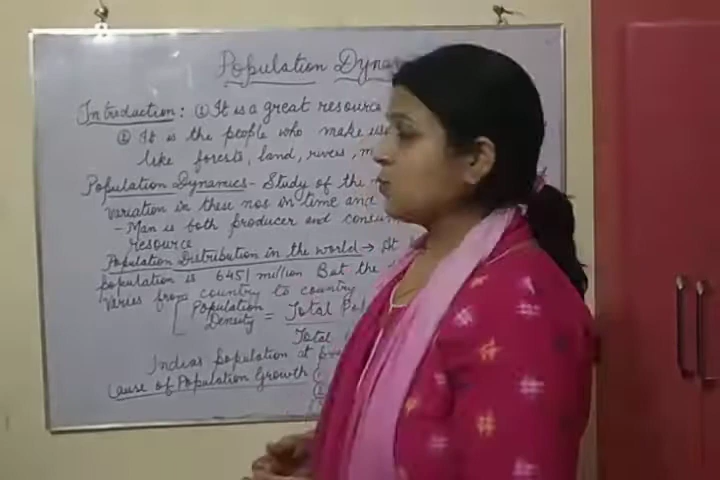 Population Dyna
Introduction: ① It is a great resource
② It is the people who make use
like forests, land, rivers, m
Population Dynamics - Study of the
variation in these nos in time and
- Man is both producer and consum
resource
Population Distribution in the world → At
population is 6451 million But the
varies from country to country
[Population Density = Total Po
Total
Indias population at
Cause of Population Growth